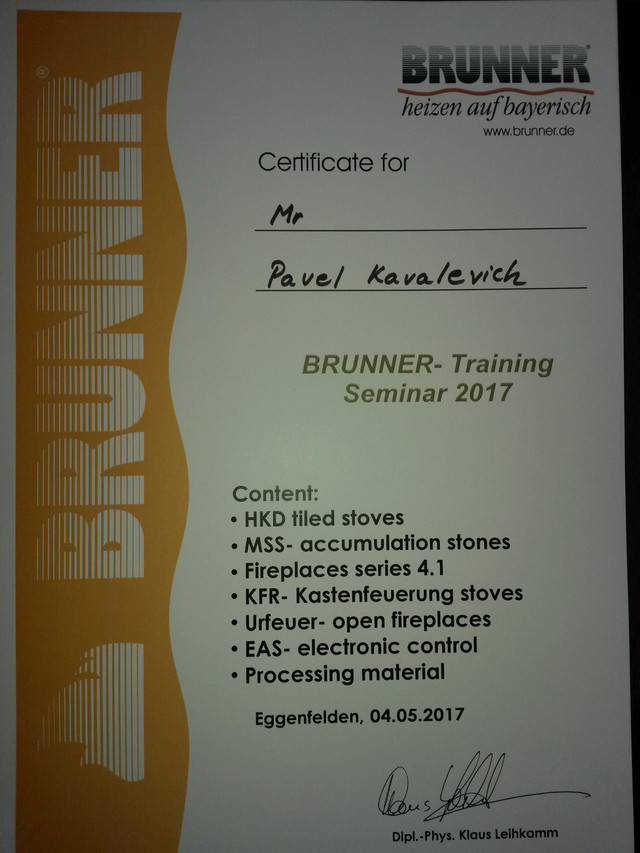 BRUNNER®
BRUNNER®
heizen auf bayerisch
www.brunner.de
Certificate for
Mr
Pavel Kavalevich
BRUNNER- Training
Seminar 2017
Content:
• HKD tiled stoves
• MSS- accumulation stones
• Fireplaces series 4.1
• KFR- Kastenfeuerung stoves
• Urfeuer- open fireplaces
• EAS- electronic control
• Processing material
Eggenfelden, 04.05.2017
Dipl.-Phys. Klaus Leihkamm